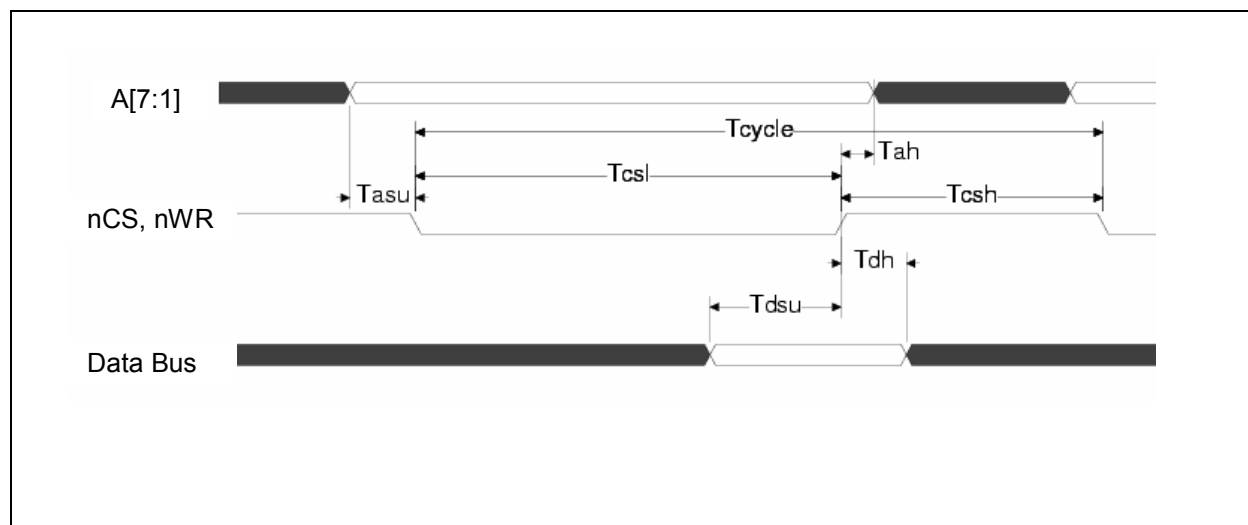 A[7:1]
Tcycle
Tah
Tcsl
Tasu
Tcsh
nCS, nWR
Tdh
Tdsu
Data Bus